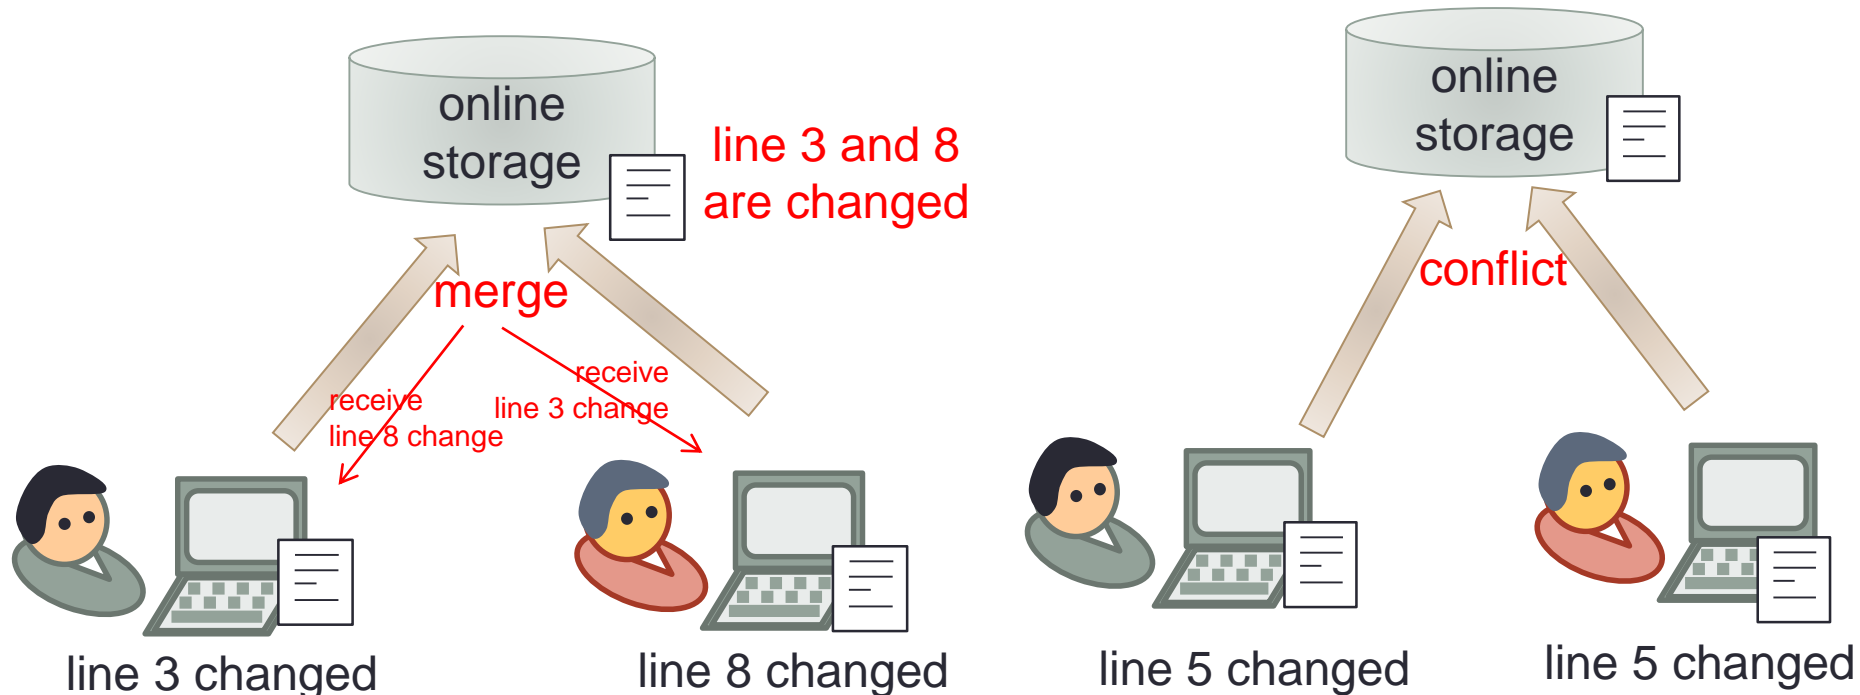 online
storage
line 3 and 8
are changed
merge
receive
line 8 change
receive
line 3 change
line 3 changed
line 8 changed
online
storage
conflict
line 5 changed
line 5 changed